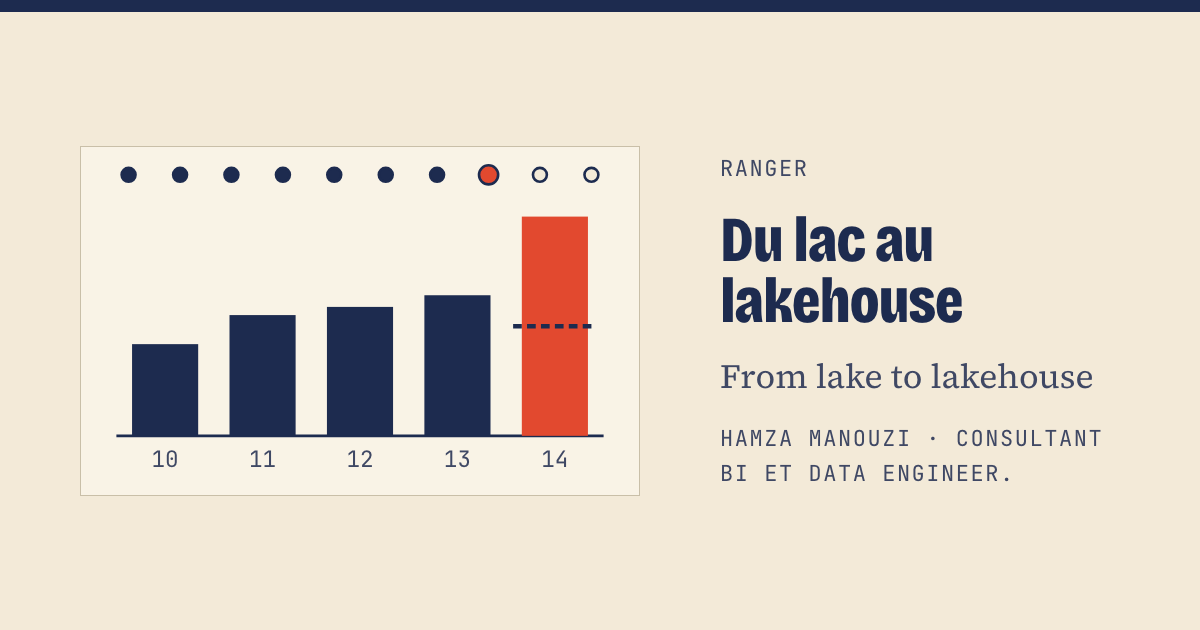 10 11 12 13 14
RANGER
Du lac au
lakehouse
From lake to lakehouse
HAMZA MANOUZI · CONSULTANT
BI ET DATA ENGINEER.